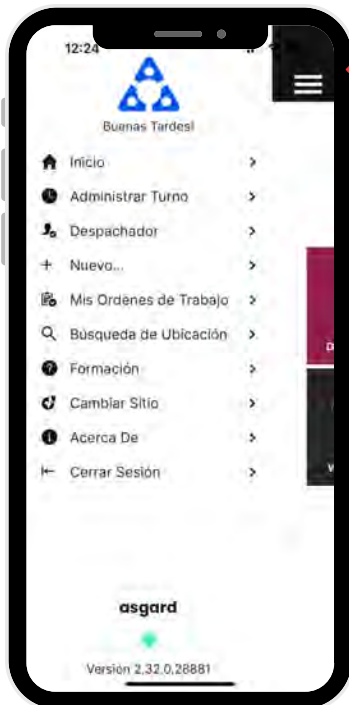 12:24
Buenas Tardes!
Inicio
Administrar Turno
Despachador
Nuevo...
Mis Ordenes de Trabajo
Búsqueda de Ubicación
Formación
Cambiar Sitio
Acerca De
Cerrar Sesión
D
asgard
Version 2.32.0.28881